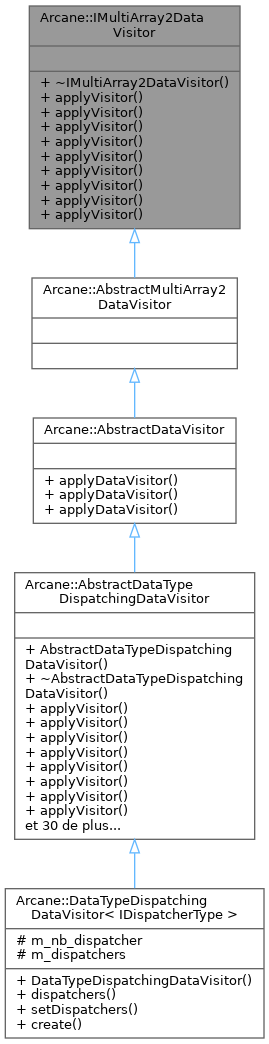 Arcane::IMultiArray2Data
Visitor
+ ~IMultiArray2DataVisitor()
+ applyVisitor()
+ applyVisitor()
+ applyVisitor()
+ applyVisitor()
+ applyVisitor()
+ applyVisitor()
+ applyVisitor()
+ applyVisitor()
+ applyVisitor()
Arcane::AbstractMultiArray2
DataVisitor
Arcane::AbstractDataVisitor
+ applyDataVisitor()
+ applyDataVisitor()
+ applyDataVisitor()
Arcane::AbstractDataType
DispatchingDataVisitor
+ AbstractDataTypeDispatching
DataVisitor()
+ ~AbstractDataTypeDispatching
DataVisitor()
+ applyVisitor()
+ applyVisitor()
+ applyVisitor()
+ applyVisitor()
+ applyVisitor()
+ applyVisitor()
+ applyVisitor()
+ applyVisitor()
et 30 de plus...
Arcane::DataTypeDispatching
DataVisitor< IDispatcherType >
# m_nb_dispatcher
# m_dispatchers
+ DataTypeDispatchingDataVisitor()
+ dispatchers()
+ setDispatchers()
+ create()